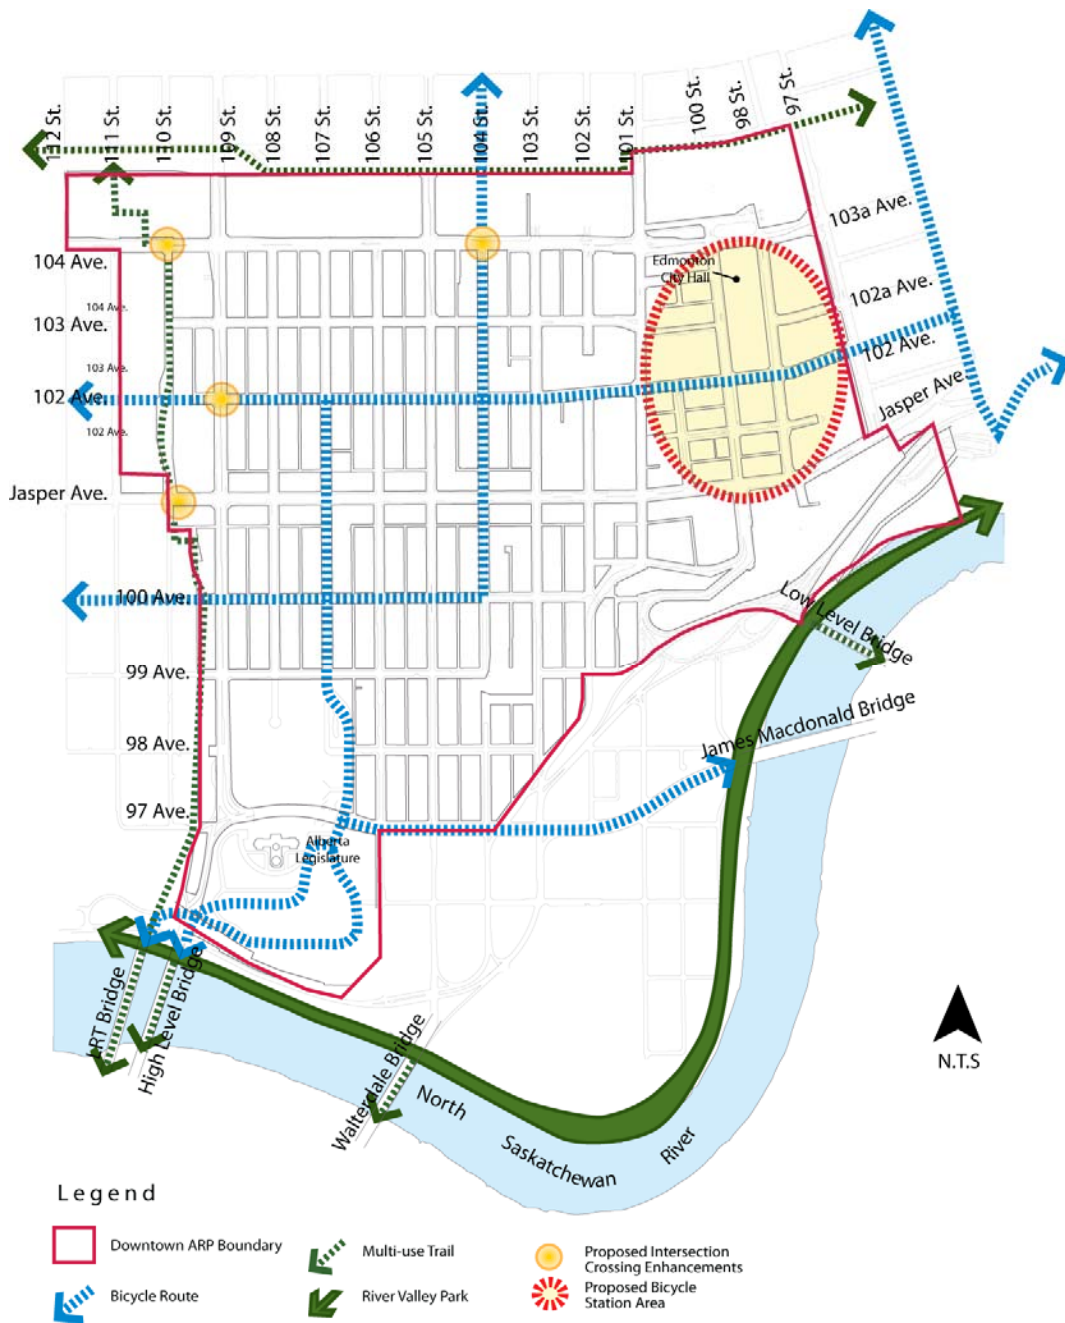 112 St.
111 St.
110 St.
109 St.
108 St.
107 St.
106 St.
105 St.
104 St.
103 St.
102 St.
101 St.
100 St.
98 St.
97 St.
103a Ave.
Edmonton
City Hall
104 Ave.
102a Ave.
104 Ave.
103 Ave.
102 Ave.
103 Ave.
Jasper Ave.
102 Ave.
102 Ave.
Jasper Ave.
100 Ave.
Low Level Bridge
99 Ave.
James Macdonald Bridge
98 Ave.
97 Ave.
Alberta
Legislature
LRT Bridge
High Level Bridge
Walterdale Bridge
North
Saskatchewan
River
N.T.S
Legend
Downtown ARP Boundary
Multi-use Trail
Proposed Intersection
Crossing Enhancements
Bicycle Route
River Valley Park
Proposed Bicycle
Station Area